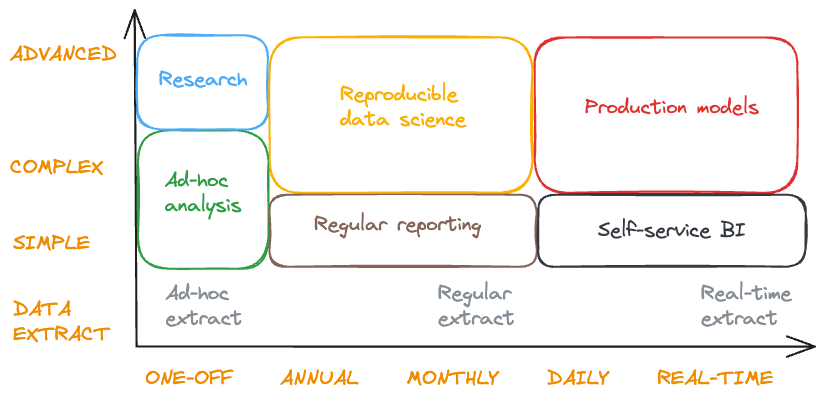 ADVANCED
Research
Reproducible
data science
Production models
COMPLEX
Ad-hoc
analysis
Regular reporting
Self-service BI
SIMPLE
DATA
EXTRACT
Ad-hoc
extract
Regular
extract
Real-time
extract
ONE-OFF
ANNUAL
MONTHLY
DAILY
REAL-TIME